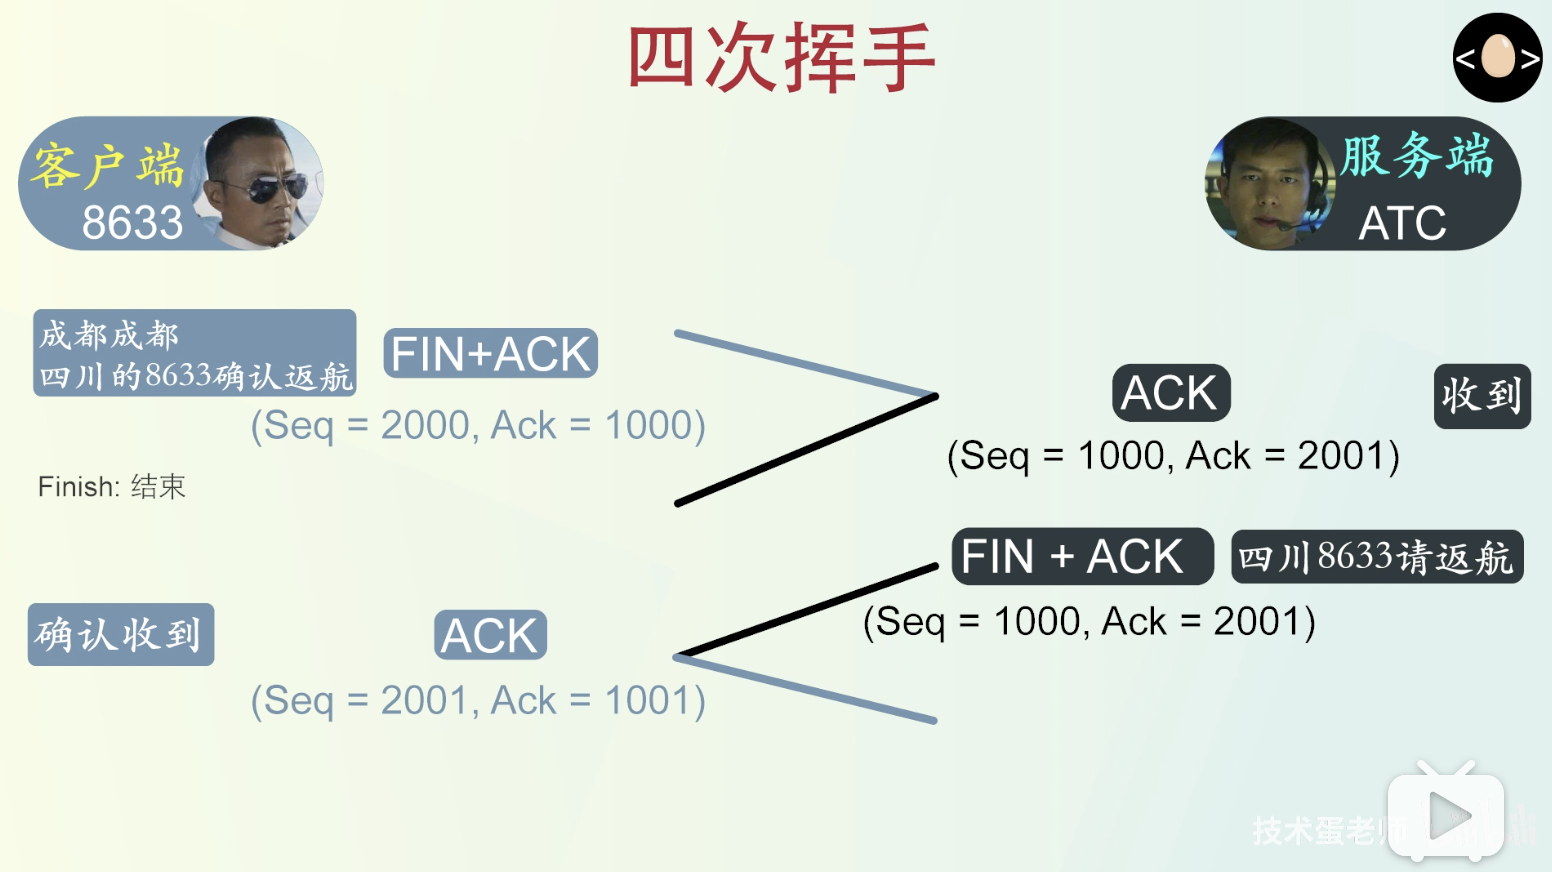 四次挥手
< >
客户端
8633
服务端
ATC
成都成都
四川的8633确认返航
FIN+ACK
(Seq = 2000, Ack = 1000)
ACK
收到
(Seq = 1000, Ack = 2001)
Finish: 结束
FIN + ACK
四川8633请返航
(Seq = 1000, Ack = 2001)
确认收到
ACK
(Seq = 2001, Ack = 1001)
技术蛋老师